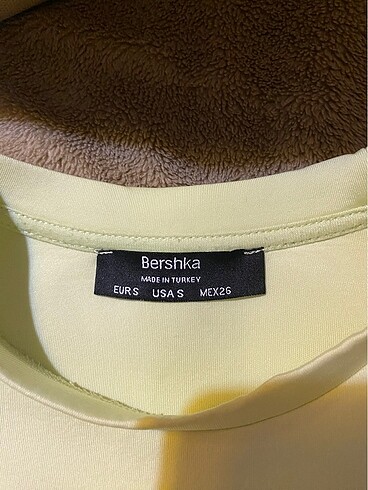 Bershka
MADE IN TURKEY
EUR S USA S MEX 26